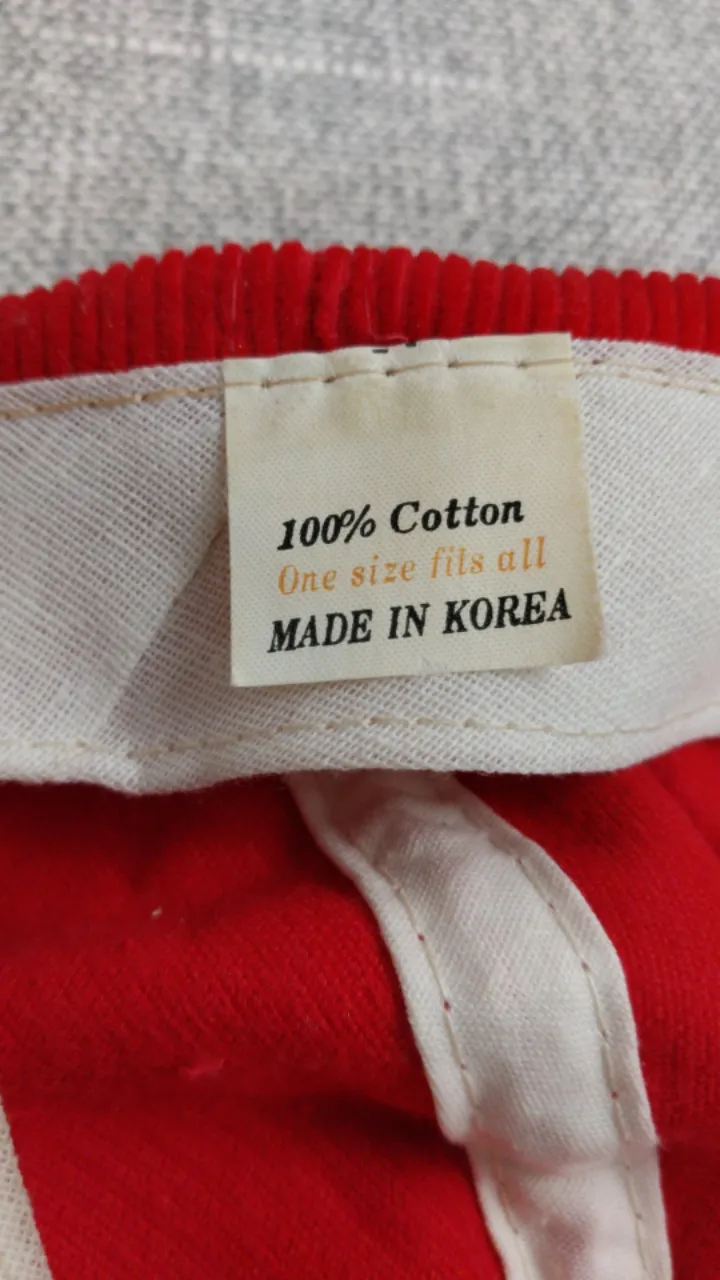 100% Cotton
One size fits all
MADE IN KOREA